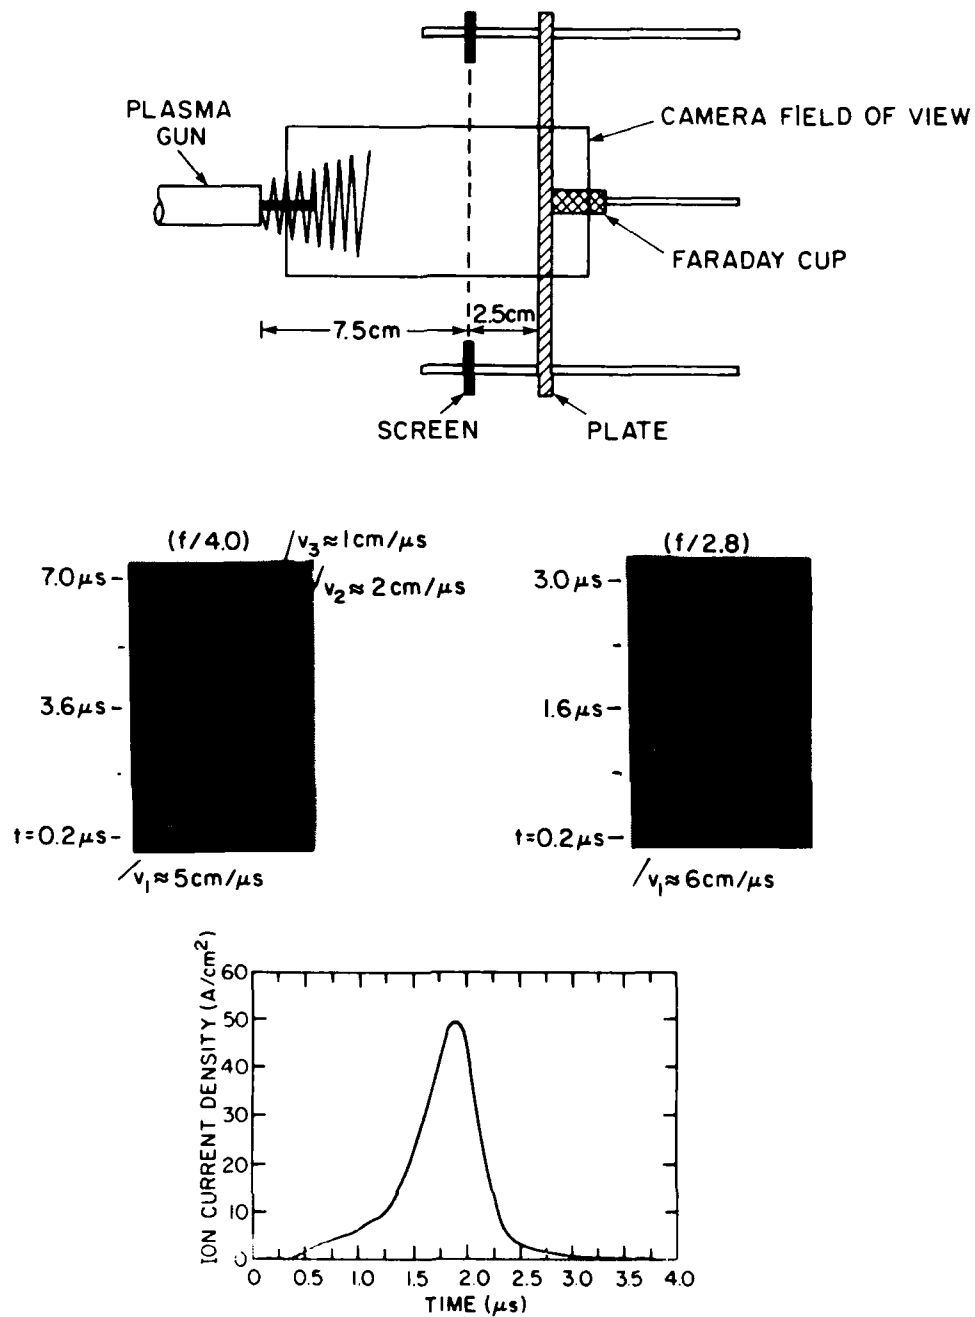 PLASMA
GUN
CAMERA FIELD OF VIEW
FARADAY CUP
7.5cm
2.5cm
SCREEN
PLATE
(f/4.0)
v₃≈1cm/μs
v₂≈2cm/μs
7.0μs
3.6μs
t=0.2μs
v₁≈5cm/μs
(f/2.8)
3.0μs
1.6μs
t=0.2μs
v₁≈6cm/μs
ION CURRENT DENSITY (A/cm²)
60
50
40
30
20
10
0
0 0.5 1.0 1.5 2.0 2.5 3.0 3.5 4.0
TIME (μs)